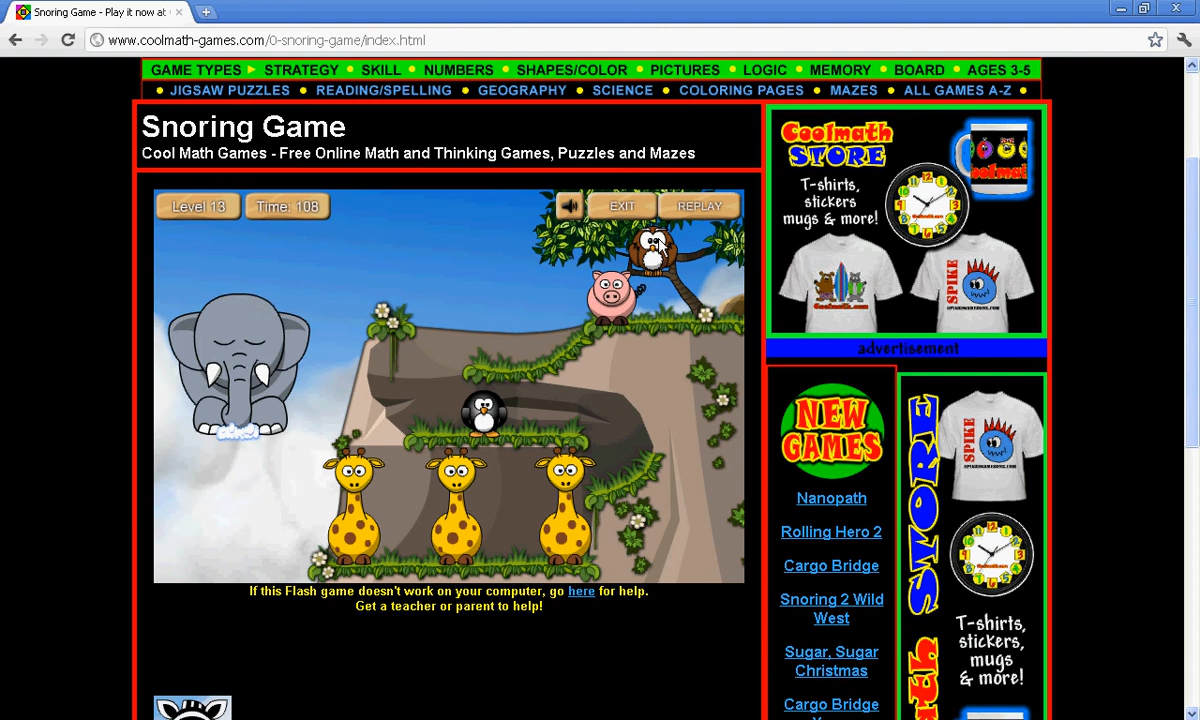 Snoring Game - Play it now at
www.coolmath-games.com/0-snoring-game/index.html
GAME TYPES ► STRATEGY • SKILL • NUMBERS • SHAPES/COLOR • PICTURES • LOGIC • MEMORY • BOARD • AGES 3-5
• JIGSAW PUZZLES • READING/SPELLING • GEOGRAPHY • SCIENCE • COLORING PAGES • MAZES • ALL GAMES A-Z •
Snoring Game
Cool Math Games - Free Online Math and Thinking Games, Puzzles and Mazes
Level 13
Time: 108
EXIT
REPLAY
If this Flash game doesn't work on your computer, go here for help.
Get a teacher or parent to help!
Coolmath
STORE
T-shirts,
stickers
mugs & more!
Coolmath.com
SPIKE
advertisement
NEW
GAMES
Nanopath
Rolling Hero 2
Cargo Bridge
Snoring 2 Wild
West
Sugar, Sugar
Christmas
Cargo Bridge
STORE
SPIKE
T-shirts,
stickers,
mugs
& more!